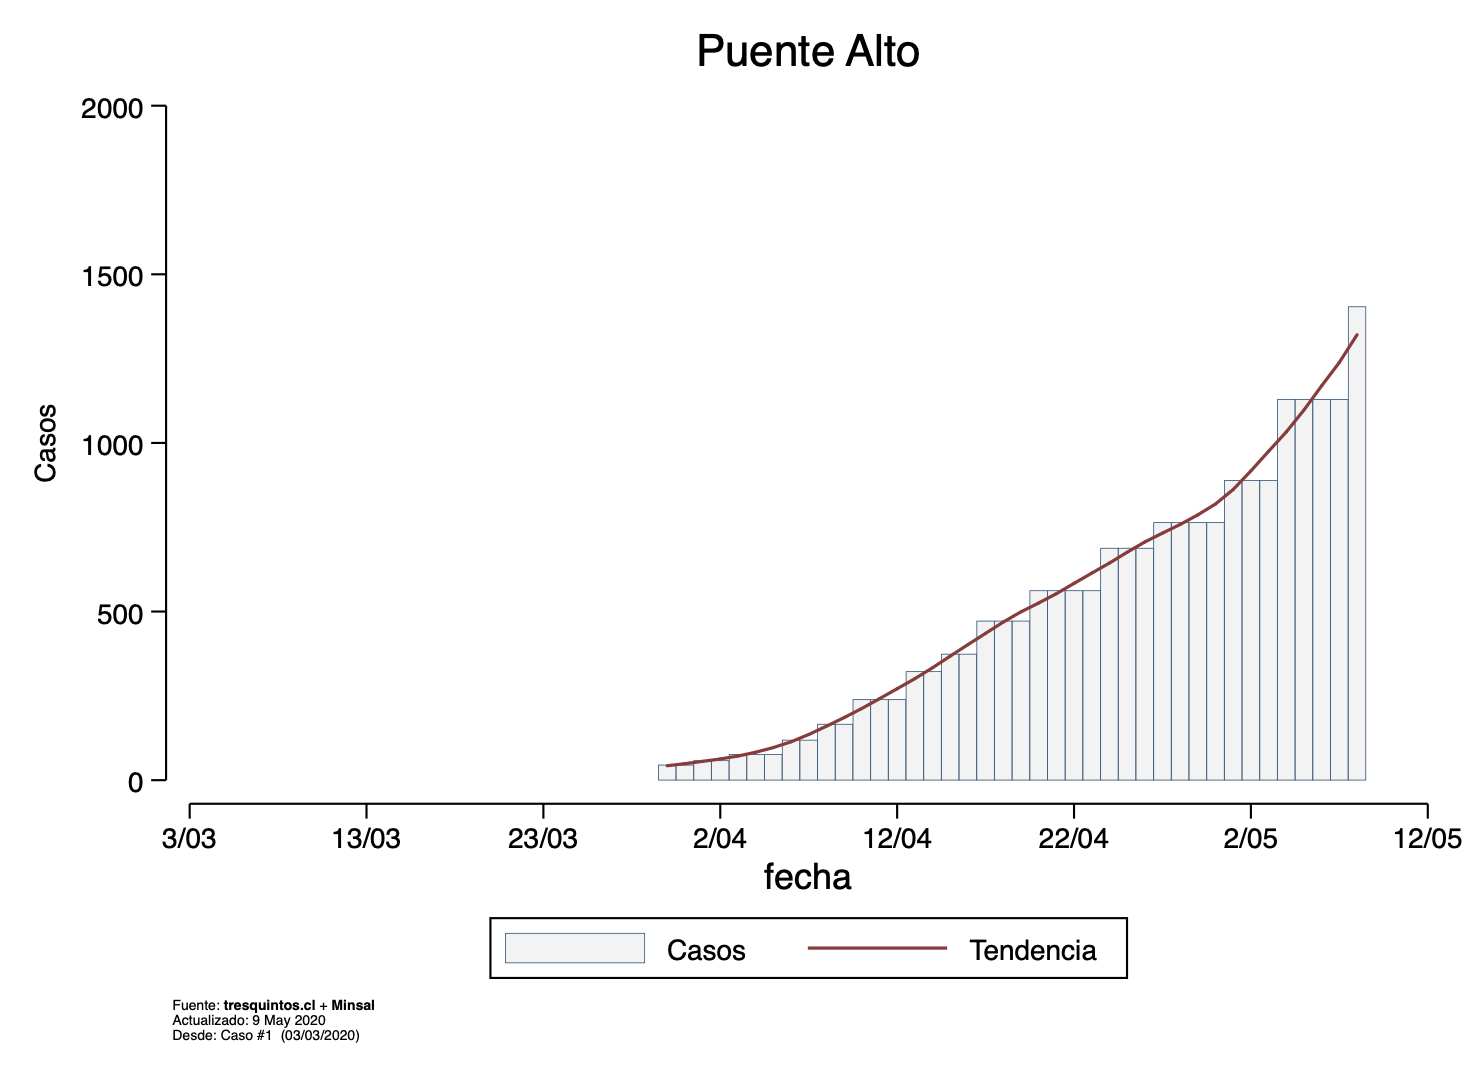 Puente Alto
2000
1500
1000
500
0
Casos
3/03 13/03 23/03 2/04 12/04 22/04 2/05 12/05
fecha
Casos Tendencia
Fuente: tresquintos.cl + Minsal
Actualizado: 9 May 2020
Desde: Caso #1 (03/03/2020)